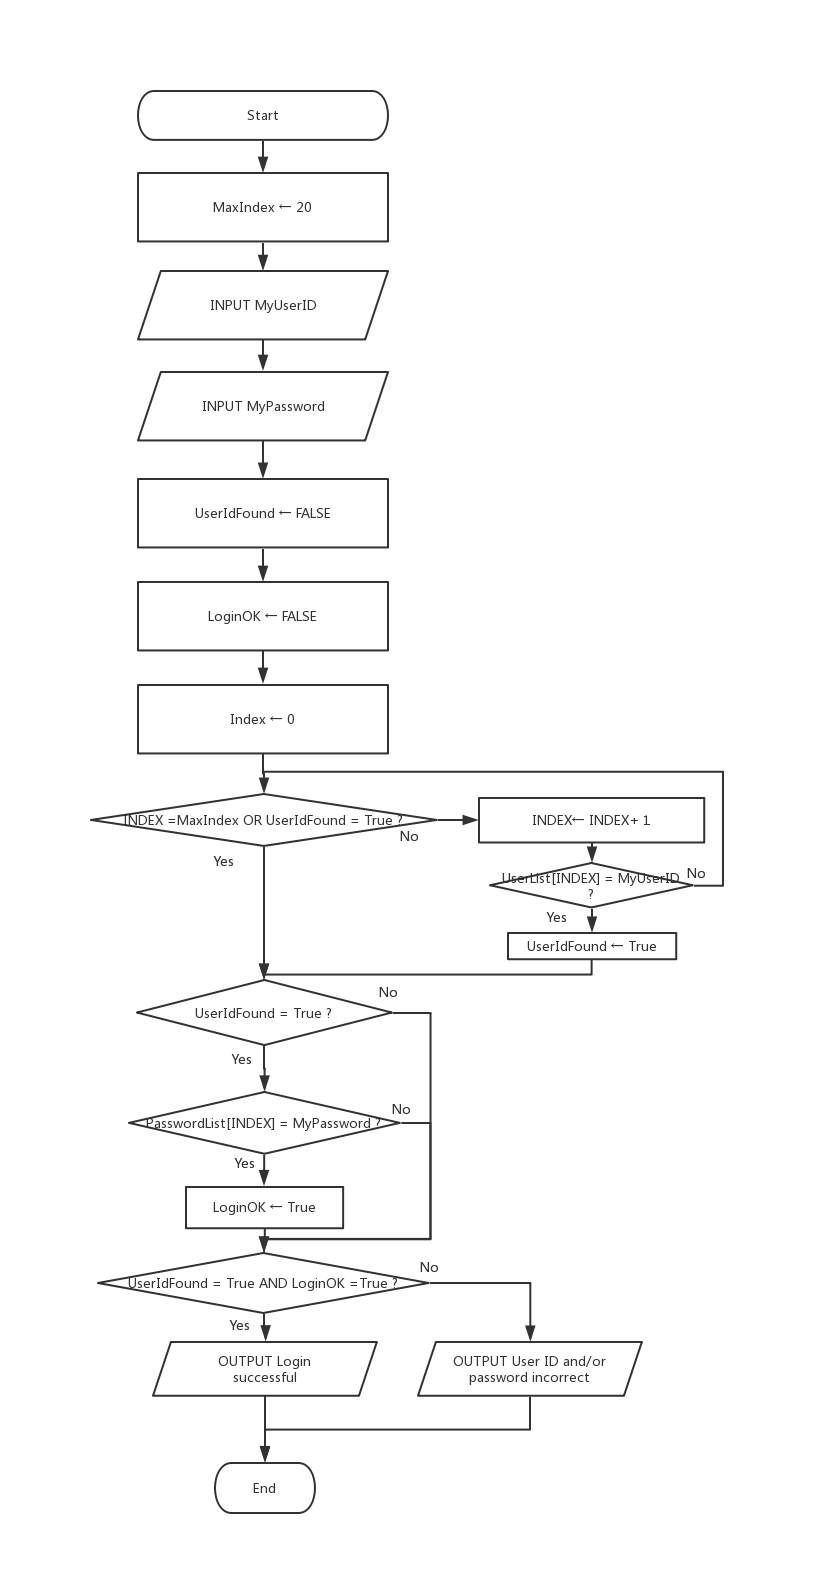 Start
MaxIndex ← 20
INPUT MyUserID
INPUT MyPassword
UserIdFound ← FALSE
LoginOK ← FALSE
Index ← 0
INDEX =MaxIndex OR UserIdFound = True ?
No
Yes
INDEX← INDEX+ 1
UserList[INDEX] = MyUserID
?
No
Yes
UserIdFound ← True
UserIdFound = True ?
No
Yes
PasswordList[INDEX] = MyPassword ?
No
Yes
LoginOK ← True
UserIdFound = True AND LoginOK =True ?
No
Yes
OUTPUT Login
successful
OUTPUT User ID and/or
password incorrect
End